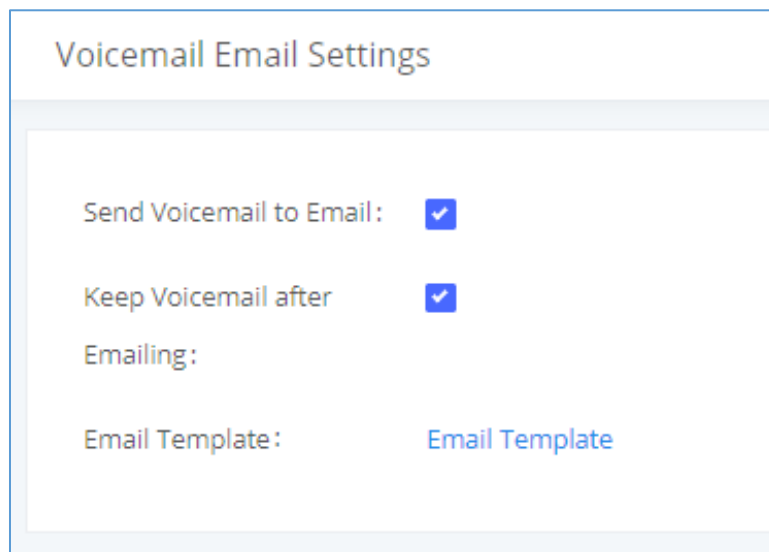 Voicemail Email Settings
Send Voicemail to Email:
Keep Voicemail after
Emailing:
Email Template: Email Template